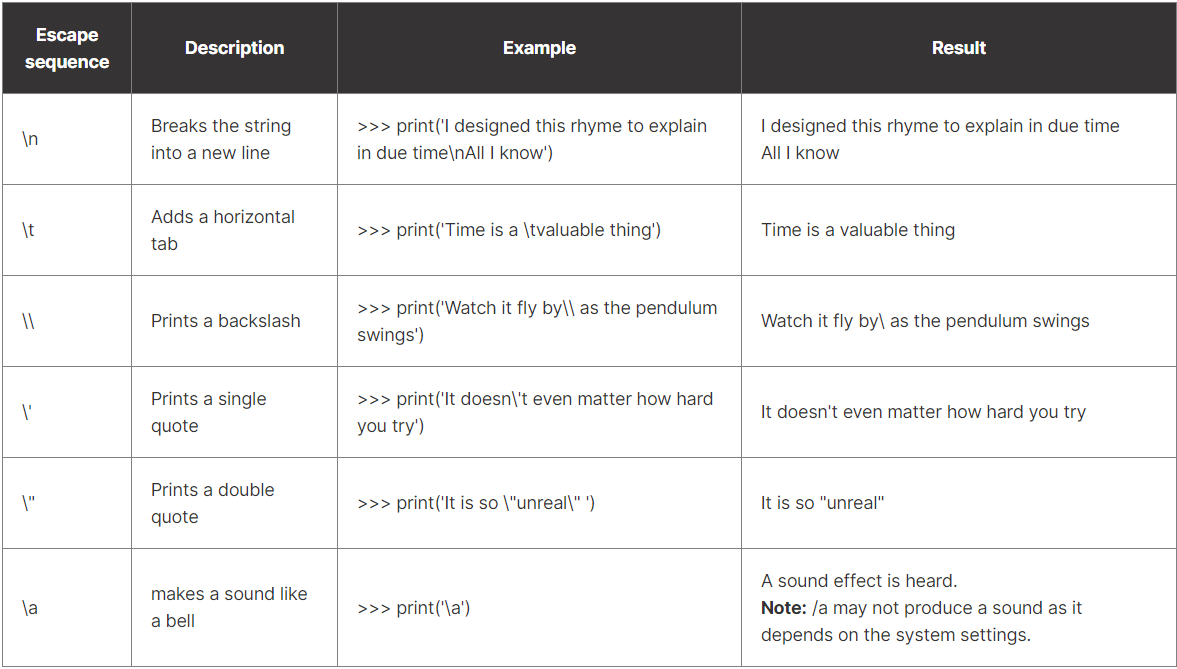 Escape
sequence
Description
Example
Result
\n
Breaks the string
into a new line
>>> print('I designed this rhyme to explain
in due time\nAll I know')
I designed this rhyme to explain in due time
All I know
\t
Adds a horizontal
tab
>>> print('Time is a \tvaluable thing')
Time is a valuable thing
\\
Prints a backslash
>>> print('Watch it fly by\\ as the pendulum
swings')
Watch it fly by\ as the pendulum swings
\'
Prints a single
quote
>>> print('It doesn\'t even matter how hard
you try')
It doesn't even matter how hard you try
\"
Prints a double
quote
>>> print('It is so \"unreal\" ')
It is so "unreal"
\a
makes a sound like
a bell
>>> print('\a')
A sound effect is heard.
Note: /a may not produce a sound as it
depends on the system settings.